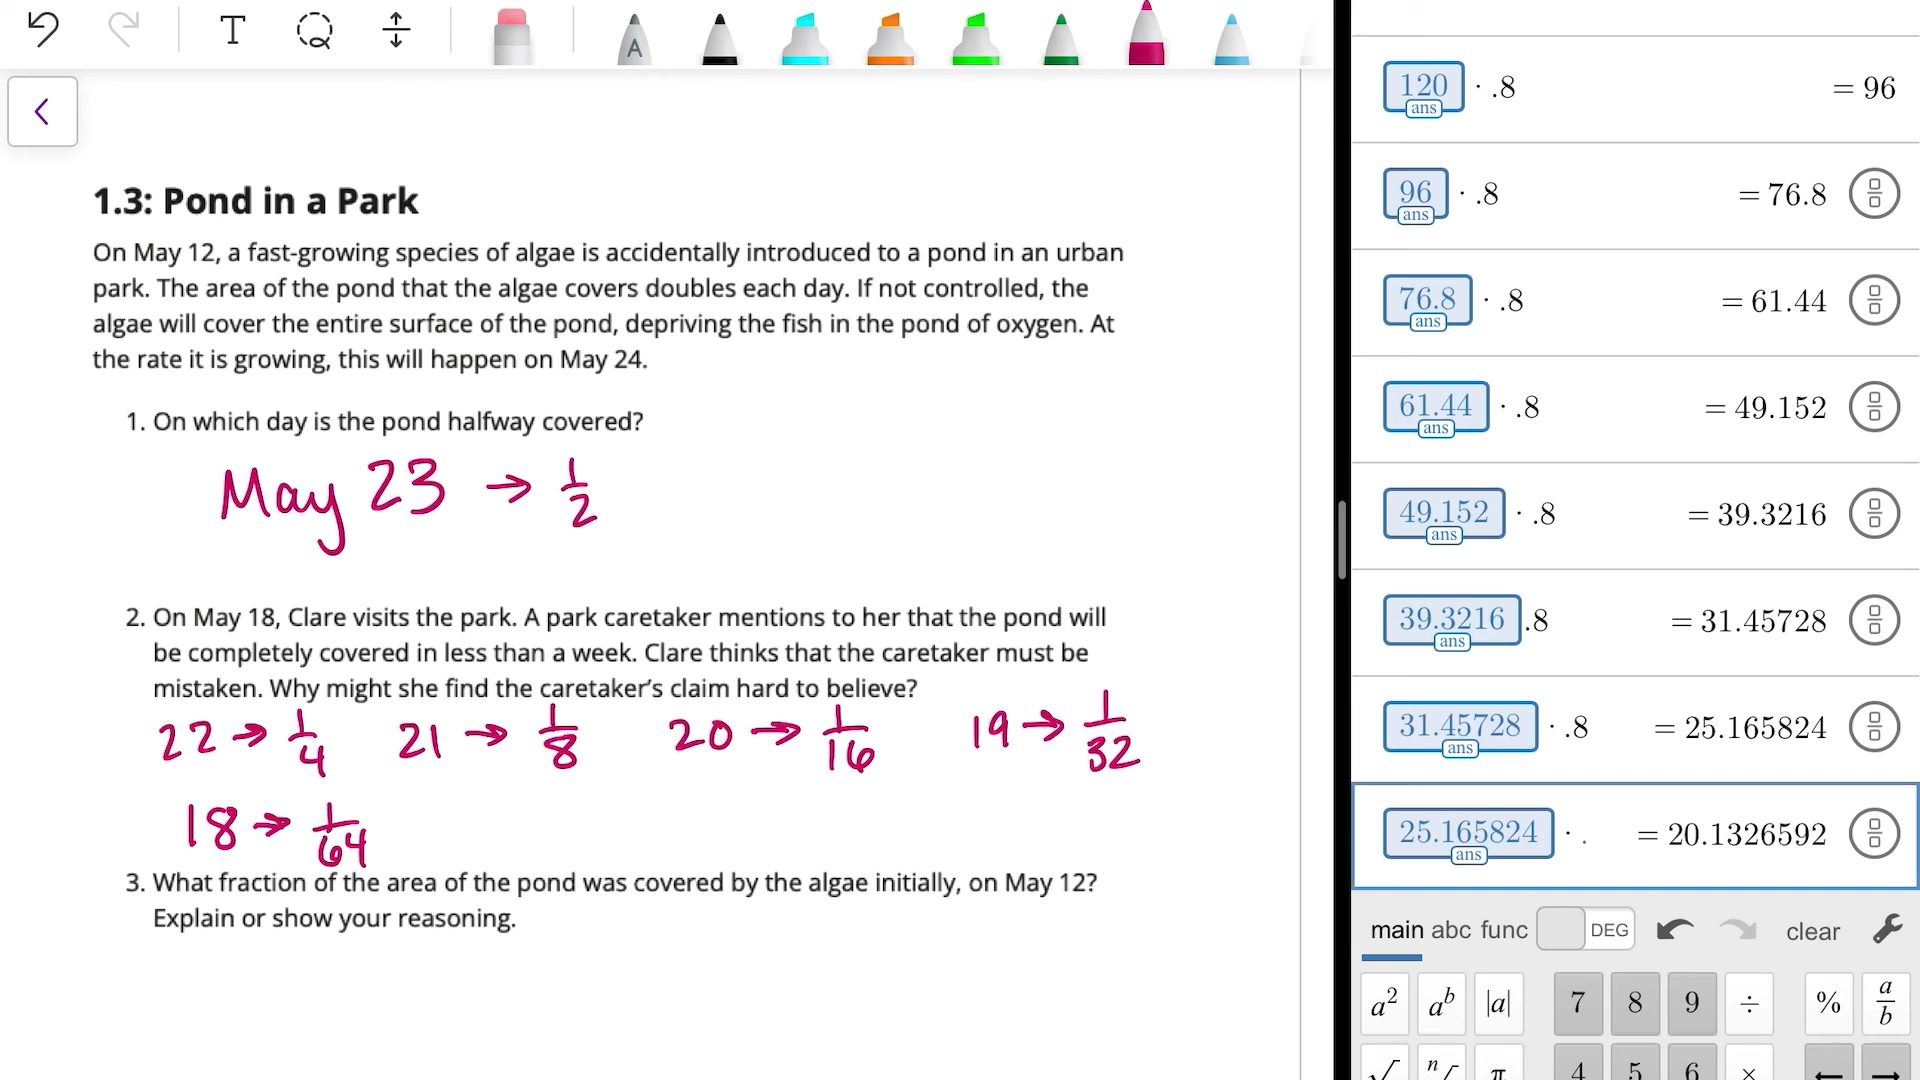 T
A
1.3: Pond in a Park
On May 12, a fast-growing species of algae is accidentally introduced to a pond in an urban
park. The area of the pond that the algae covers doubles each day. If not controlled, the
algae will cover the entire surface of the pond, depriving the fish in the pond of oxygen. At
the rate it is growing, this will happen on May 24.
1. On which day is the pond halfway covered?
May 23 → 1/2
2. On May 18, Clare visits the park. A park caretaker mentions to her that the pond will
be completely covered in less than a week. Clare thinks that the caretaker must be
mistaken. Why might she find the caretaker's claim hard to believe?
22 → 1/4 21 → 1/8 20 → 1/16 19 → 1/32
18 → 1/64
3. What fraction of the area of the pond was covered by the algae initially, on May 12?
Explain or show your reasoning.
120 · .8 = 96
ans
96 · .8 = 76.8
ans
76.8 · .8 = 61.44
ans
61.44 · .8 = 49.152
ans
49.152 · .8 = 39.3216
ans
39.3216 .8 = 31.45728
ans
31.45728 · .8 = 25.165824
ans
25.165824 · . = 20.1326592
ans
main abc func DEG clear
a² aᵇ |a| 7 8 9 ÷ % a/b
√ ⁿ√ π 4 5 6 × ← →